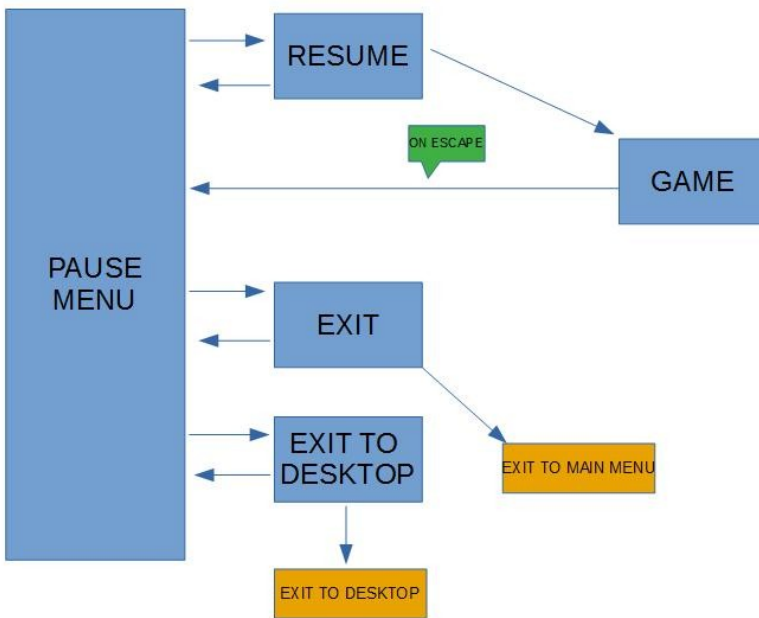 RESUME
ON ESCAPE
GAME
PAUSE
MENU
EXIT
EXIT TO
DESKTOP
EXIT TO MAIN MENU
EXIT TO DESKTOP